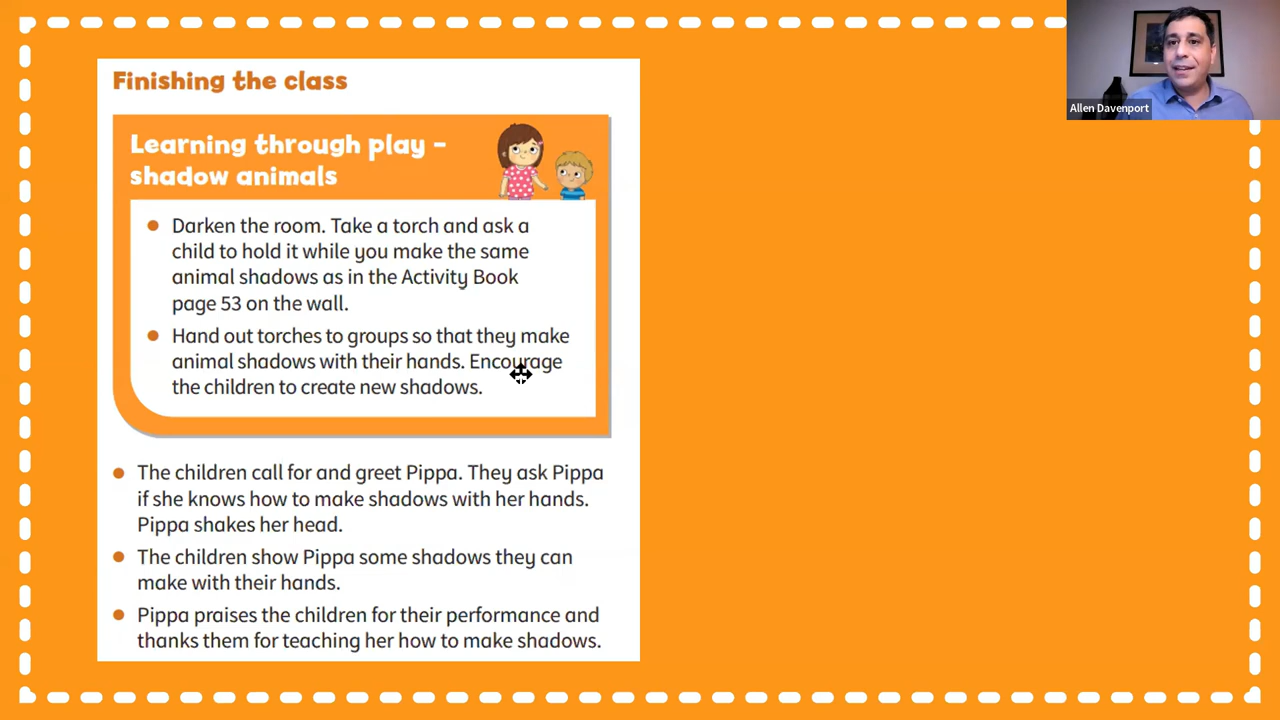 Finishing the class
Learning through play –
shadow animals
Darken the room. Take a torch and ask a
child to hold it while you make the same
animal shadows as in the Activity Book
page 53 on the wall.
Hand out torches to groups so that they make
animal shadows with their hands. Encourage
the children to create new shadows.
The children call for and greet Pippa. They ask Pippa
if she knows how to make shadows with her hands.
Pippa shakes her head.
The children show Pippa some shadows they can
make with their hands.
Pippa praises the children for their performance and
thanks them for teaching her how to make shadows.
Allen Davenport